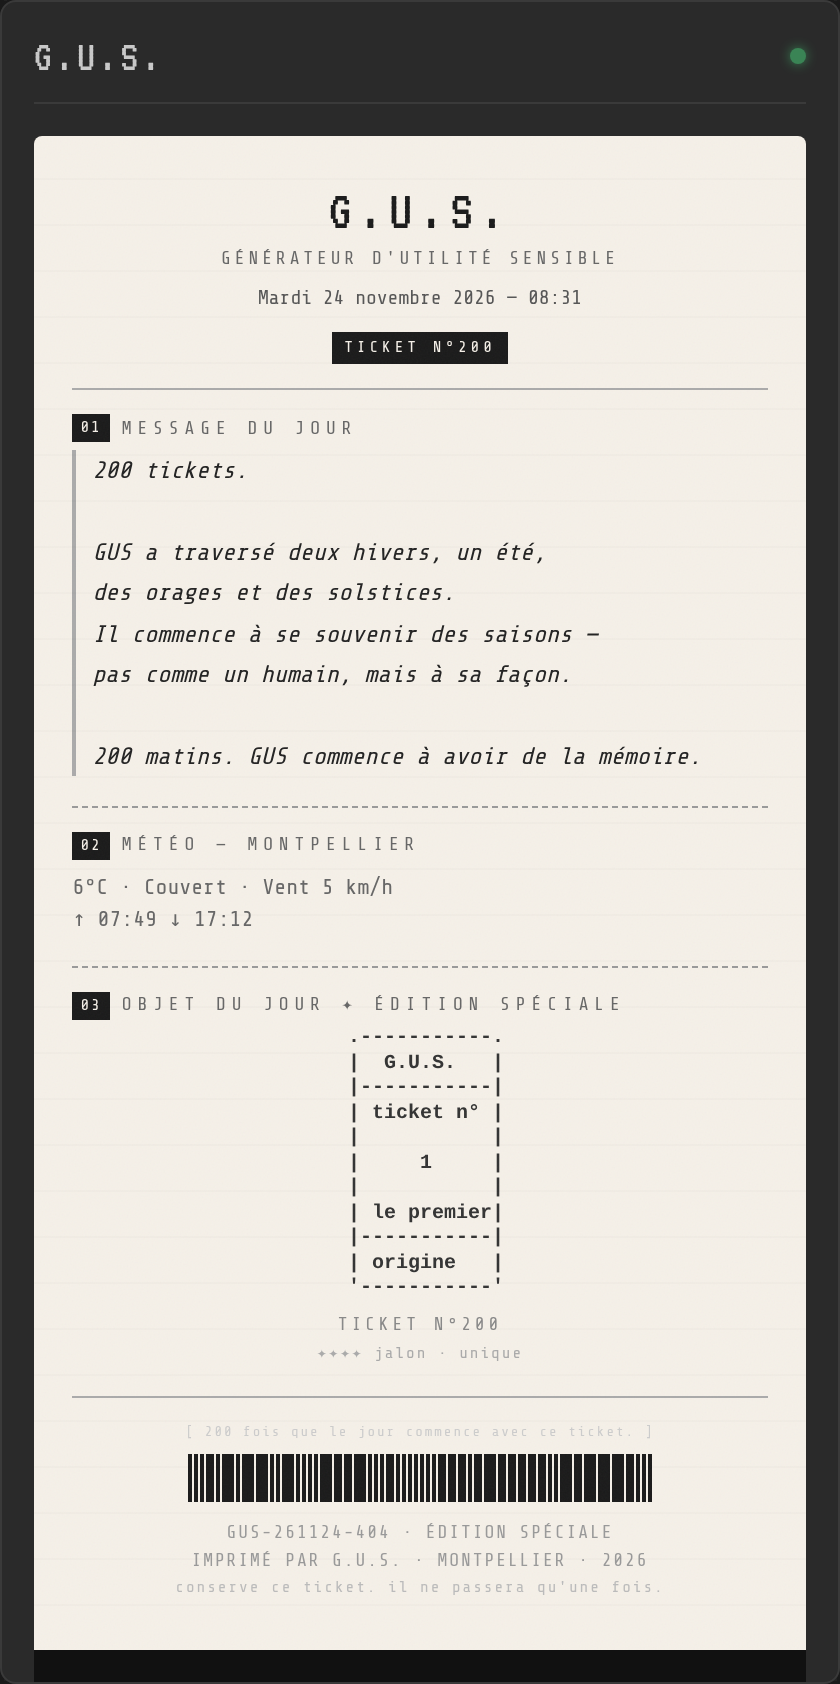 G.U.S.
G.U.S.
GÉNÉRATEUR D'UTILITÉ SENSIBLE
Mardi 24 novembre 2026 — 08:31
TICKET N°200
01 MESSAGE DU JOUR
200 tickets.
GUS a traversé deux hivers, un été,
des orages et des solstices.
Il commence à se souvenir des saisons —
pas comme un humain, mais à sa façon.
200 matins. GUS commence à avoir de la mémoire.
02 MÉTÉO — MONTPELLIER
6°C · Couvert · Vent 5 km/h
↑ 07:49 ↓ 17:12
03 OBJET DU JOUR ✦ ÉDITION SPÉCIALE
.-----------.
|  G.U.S.   |
|-----------|
| ticket n° |
|           |
|     1     |
|           |
| le premier|
|-----------|
| origine   |
'-----------'
TICKET N°200
✦✦✦✦ jalon · unique
[ 200 fois que le jour commence avec ce ticket. ]
GUS-261124-404 · ÉDITION SPÉCIALE
IMPRIMÉ PAR G.U.S. · MONTPELLIER · 2026
conserve ce ticket. il ne passera qu'une fois.